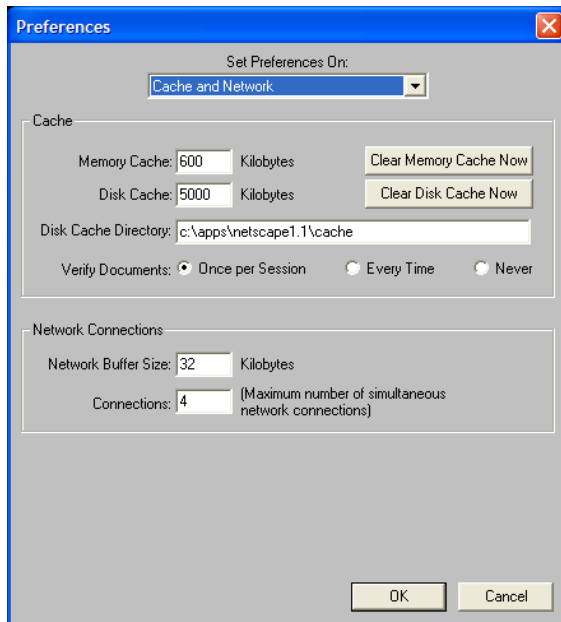 Preferences
Set Preferences On:
Cache and Network
Cache
Memory Cache: 600 Kilobytes Clear Memory Cache Now
Disk Cache: 5000 Kilobytes Clear Disk Cache Now
Disk Cache Directory: c:\apps\netscape1.1\cache
Verify Documents: Once per Session Every Time Never
Network Connections
Network Buffer Size: 32 Kilobytes
Connections: 4 (Maximum number of simultaneous
network connections)
OK Cancel